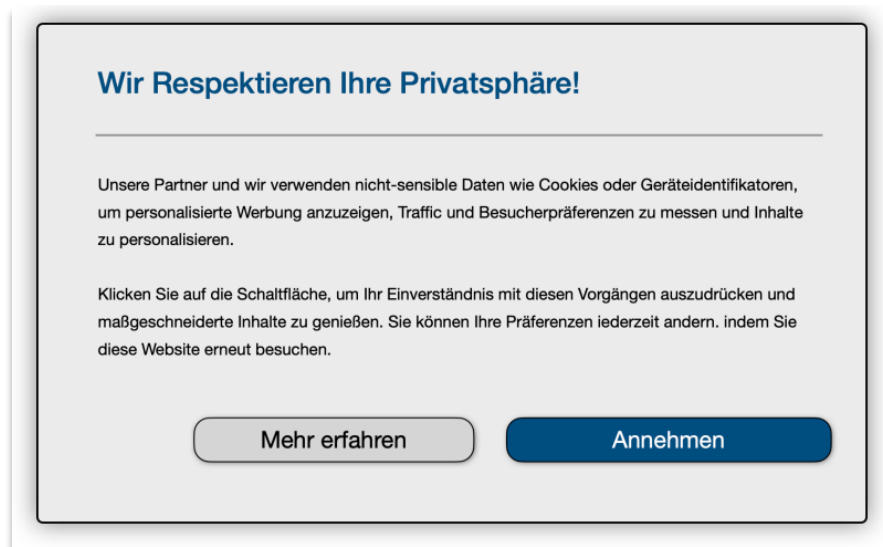 Wir Respektieren Ihre Privatsphäre!
Unsere Partner und wir verwenden nicht-sensible Daten wie Cookies oder Geräteidentifikatoren,
um personalisierte Werbung anzuzeigen, Traffic und Besucherpräferenzen zu messen und Inhalte
zu personalisieren.
Klicken Sie auf die Schaltfläche, um Ihr Einverständnis mit diesen Vorgängen auszudrücken und
maßgeschneiderte Inhalte zu genießen. Sie können Ihre Präferenzen iederzeit andern. indem Sie
diese Website erneut besuchen.
Mehr erfahren
Annehmen